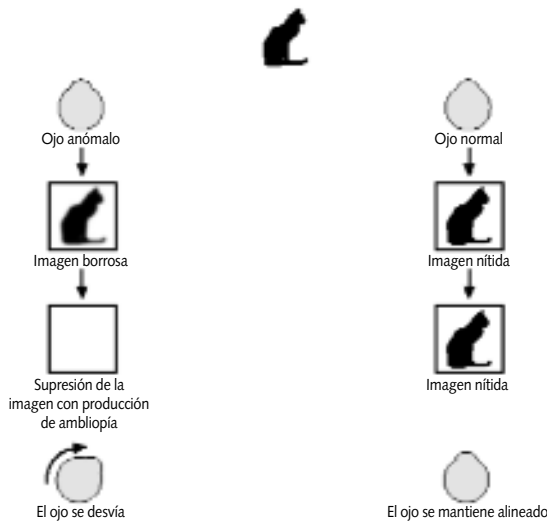 Ojo anómalo
Ojo normal
Imagen borrosa
Imagen nítida
Supresión de la
imagen con producción
de ambliopía
Imagen nítida
El ojo se desvía
El ojo se mantiene alineado